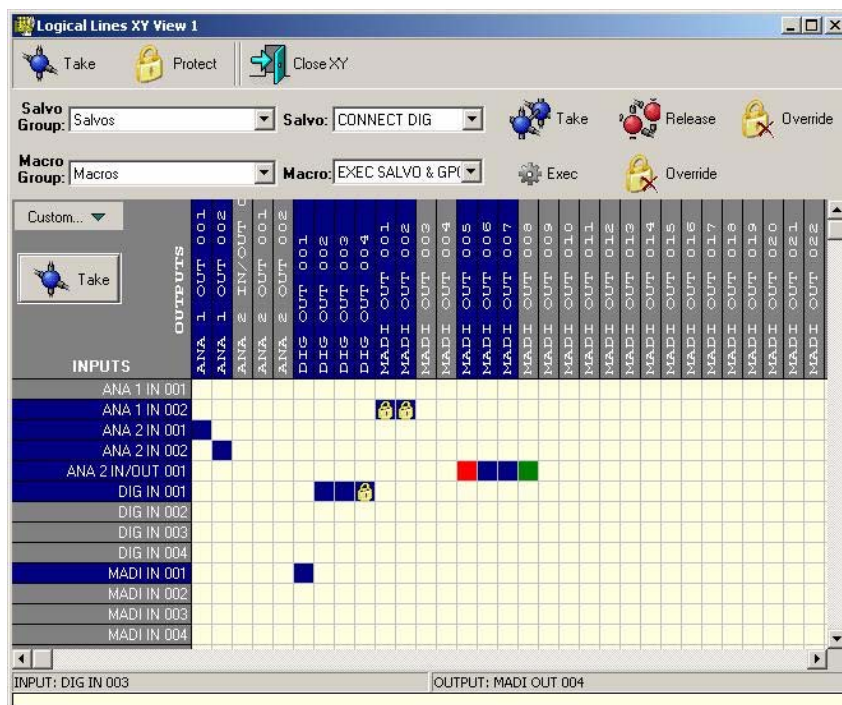 Logical Lines XY View 1
Take Protect Close XY
Salvo Group: Salvos Salvo: CONNECT DIG Take Release Override
Macro Group: Macros Macro: EXEC SALVO & GP( Exec Override
Custom...
Take
OUTPUTS
INPUTS
ANA 1 OUT 001
ANA 1 OUT 002
ANA 2 IN/OUT
ANA 2 OUT 001
ANA 2 OUT 002
DIG OUT 001
DIG OUT 002
DIG OUT 003
DIG OUT 004
MADI OUT 001
MADI OUT 002
MADI OUT 003
MADI OUT 004
MADI OUT 005
MADI OUT 006
MADI OUT 007
MADI OUT 008
MADI OUT 009
MADI OUT 010
MADI OUT 011
MADI OUT 012
MADI OUT 013
MADI OUT 014
MADI OUT 015
MADI OUT 016
MADI OUT 017
MADI OUT 018
MADI OUT 019
MADI OUT 020
MADI OUT 021
MADI OUT 022
ANA 1 IN 001
ANA 1 IN 002
ANA 2 IN 001
ANA 2 IN 002
ANA 2 IN/OUT 001
DIG IN 001
DIG IN 002
DIG IN 003
DIG IN 004
MADI IN 001
MADI IN 002
MADI IN 003
MADI IN 004
INPUT: DIG IN 003 OUTPUT: MADI OUT 004